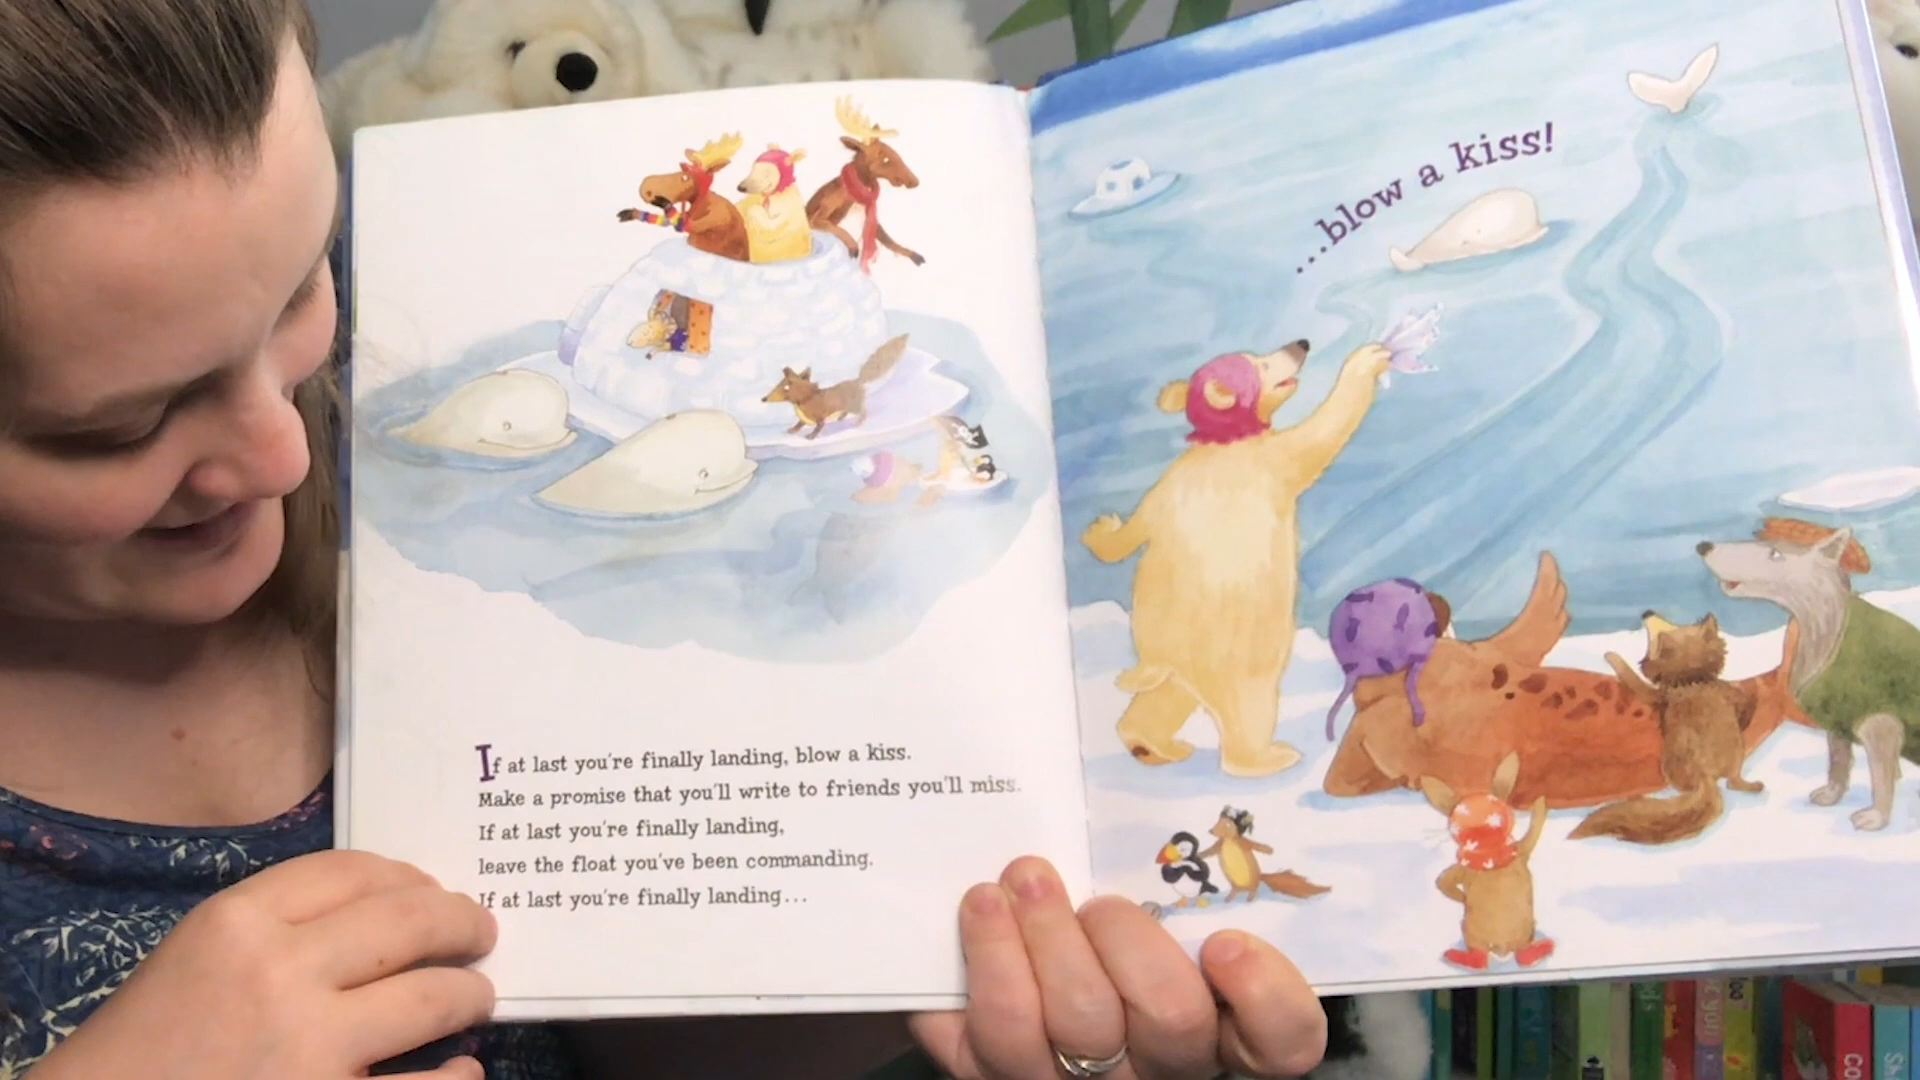 If at last you're finally landing, blow a kiss.
Make a promise that you'll write to friends you'll miss.
If at last you're finally landing,
leave the float you've been commanding.
If at last you're finally landing...
...blow a kiss!